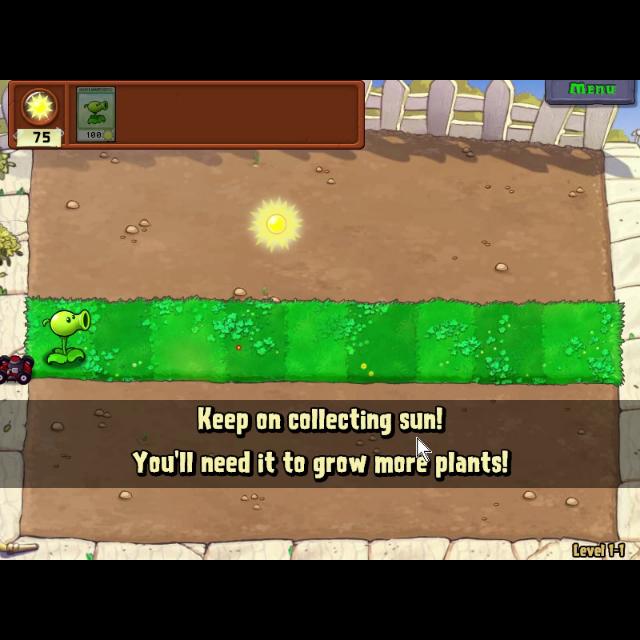 Menu
75
100
Keep on collecting sun!
You'll need it to grow more plants!
Level 1-1